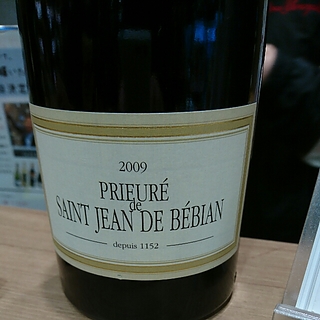 2009
PRIEURÉ
de
SAINT JEAN DE BÉBIAN
depuis 1152